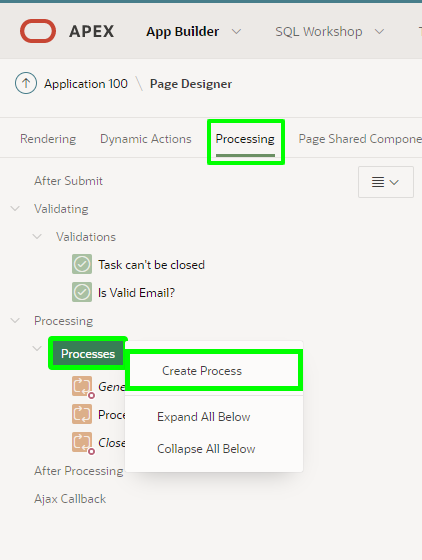 APEX App Builder SQL Workshop
Application 100 \ Page Designer
Rendering Dynamic Actions Processing Page Shared Compone
After Submit
Validating
Validations
Task can't be closed
Is Valid Email?
Processing
Processes
Create Process
Gene
Expand All Below
Proce
Close
Collapse All Below
After Processing
Ajax Callback